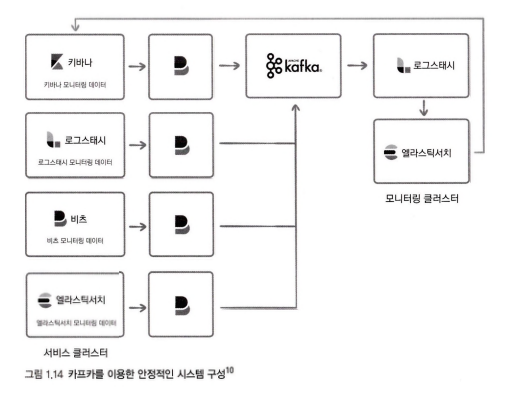 키바나
키바나 모니터링 데이터
kafka®
로그스태시
로그스태시
로그스태시 모니터링 데이터
엘라스틱서치
모니터링 클러스터
비츠
비츠 모니터링 데이터
엘라스틱서치
엘라스틱서치 모니터링 데이터
서비스 클러스터
그림 1.14 카프카를 이용한 안정적인 시스템 구성10